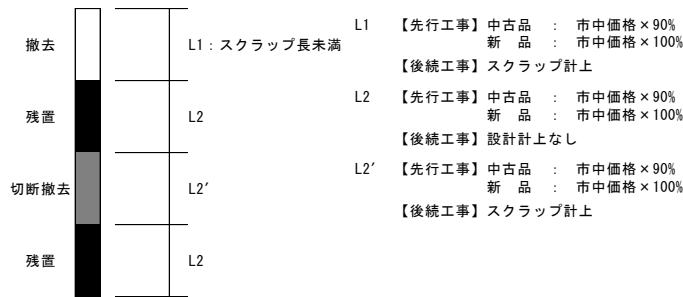 撤去
L1：スクラップ長未満
残置
L2
切断撤去
L2′
残置
L2
L1 【先行工事】中古品 ： 市中価格×90%
新　品 ： 市中価格×100%
【後続工事】スクラップ計上
L2 【先行工事】中古品 ： 市中価格×90%
新　品 ： 市中価格×100%
【後続工事】設計計上なし
L2′ 【先行工事】中古品 ： 市中価格×90%
新　品 ： 市中価格×100%
【後続工事】スクラップ計上